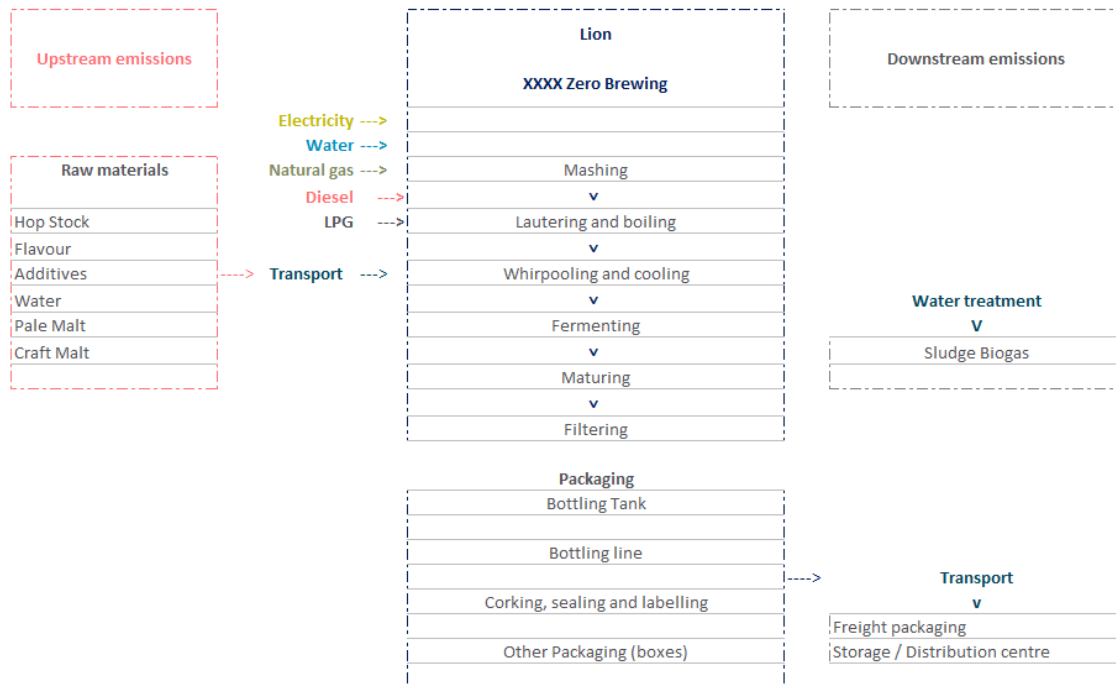 Upstream emissions
Lion
XXXX Zero Brewing
Downstream emissions
Electricity --->
Water --->
Natural gas --->
Diesel --->
LPG --->
Raw materials
Hop Stock
Flavour
Additives
Water
Pale Malt
Craft Malt
----> Transport --->
Mashing
v
Lautering and boiling
v
Whirpooling and cooling
v
Fermenting
v
Maturing
v
Filtering
Water treatment
V
Sludge Biogas
Packaging
Bottling Tank
Bottling line
Corking, sealing and labelling
Other Packaging (boxes)
---->
Transport
v
Freight packaging
Storage / Distribution centre